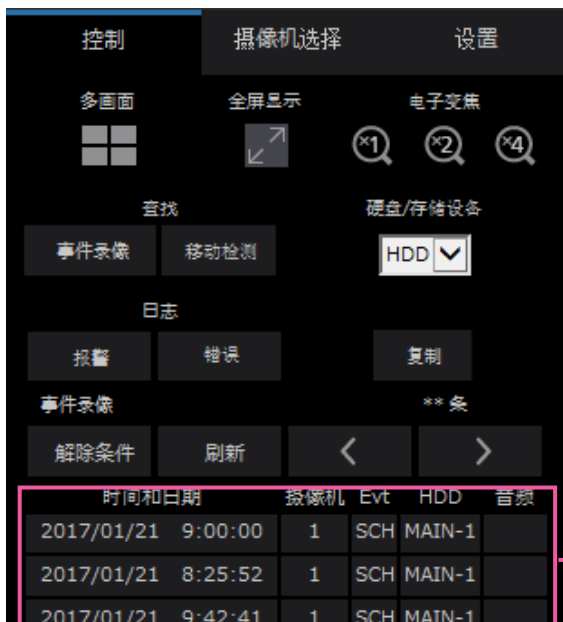 控制 摄像机选择 设置
多画面 全屏显示 电子变焦
×1 ×2 ×4
查找 硬盘/存储设备
事件录像 移动检测 HDD
日志
报警 错误 复制
事件录像 ** 条
解除条件 刷新
时间和日期 摄像机 Evt HDD 音频
2017/01/21 9:00:00 1 SCH MAIN-1
2017/01/21 8:25:52 1 SCH MAIN-1
2017/01/21 9:42:41 1 SCH MAIN-1